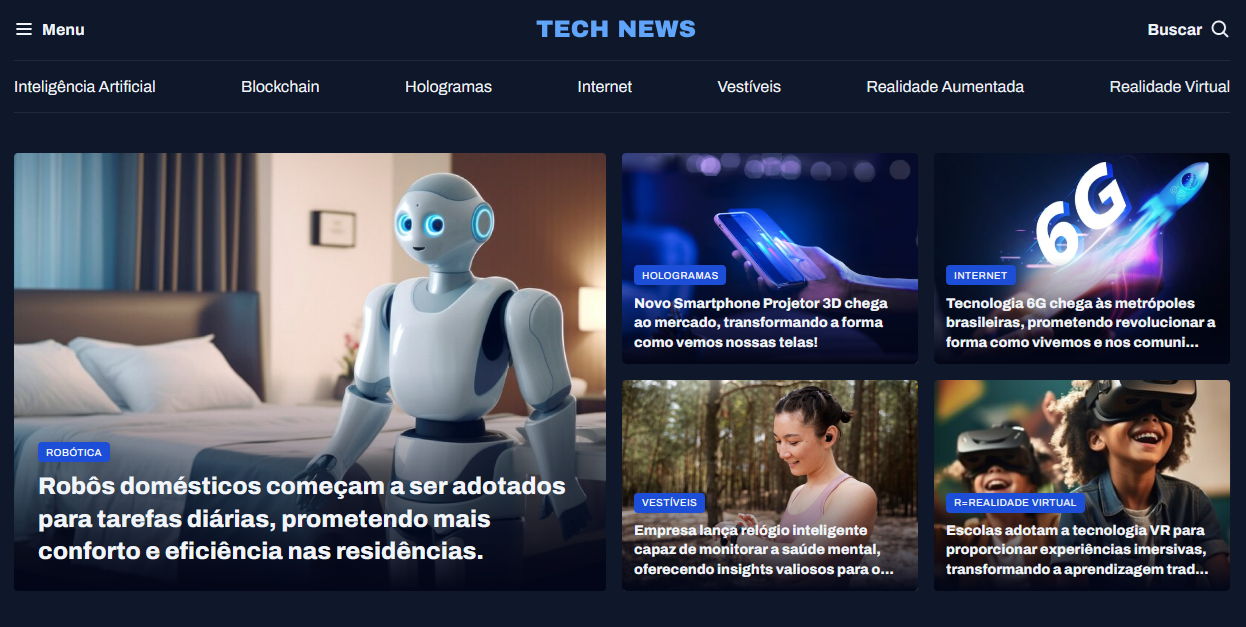 Menu
TECH NEWS
Buscar
Inteligência Artificial
Blockchain
Hologramas
Internet
Vestíveis
Realidade Aumentada
Realidade Virtual
ROBÓTICA
Robôs domésticos começam a ser adotados
para tarefas diárias, prometendo mais
conforto e eficiência nas residências.
HOLOGRAMAS
Novo Smartphone Projetor 3D chega
ao mercado, transformando a forma
como vemos nossas telas!
6G
INTERNET
Tecnologia 6G chega às metrópoles
brasileiras, prometendo revolucionar a
forma como vivemos e nos comuni...
VESTÍVEIS
Empresa lança relógio inteligente
capaz de monitorar a saúde mental,
oferecendo insights valiosos para o...
R=REALIDADE VIRTUAL
Escolas adotam a tecnologia VR para
proporcionar experiências imersivas,
transformando a aprendizagem trad...